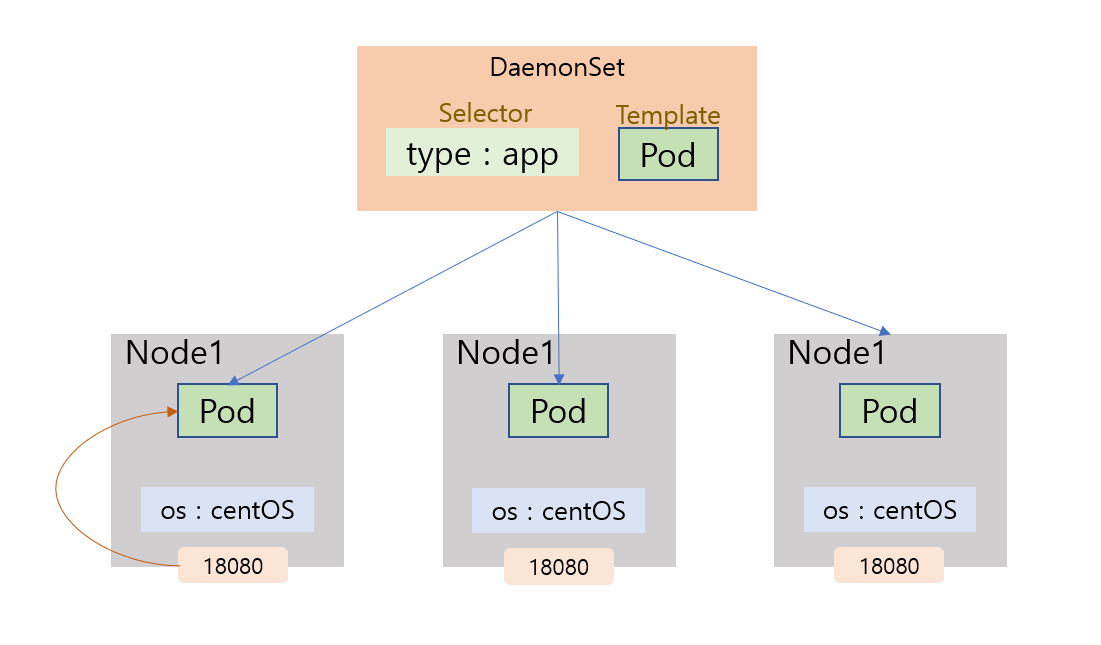 DaemonSet
Selector
Template
type : app
Pod
Node1
Pod
os : centOS
18080
Node1
Pod
os : centOS
18080
Node1
Pod
os : centOS
18080